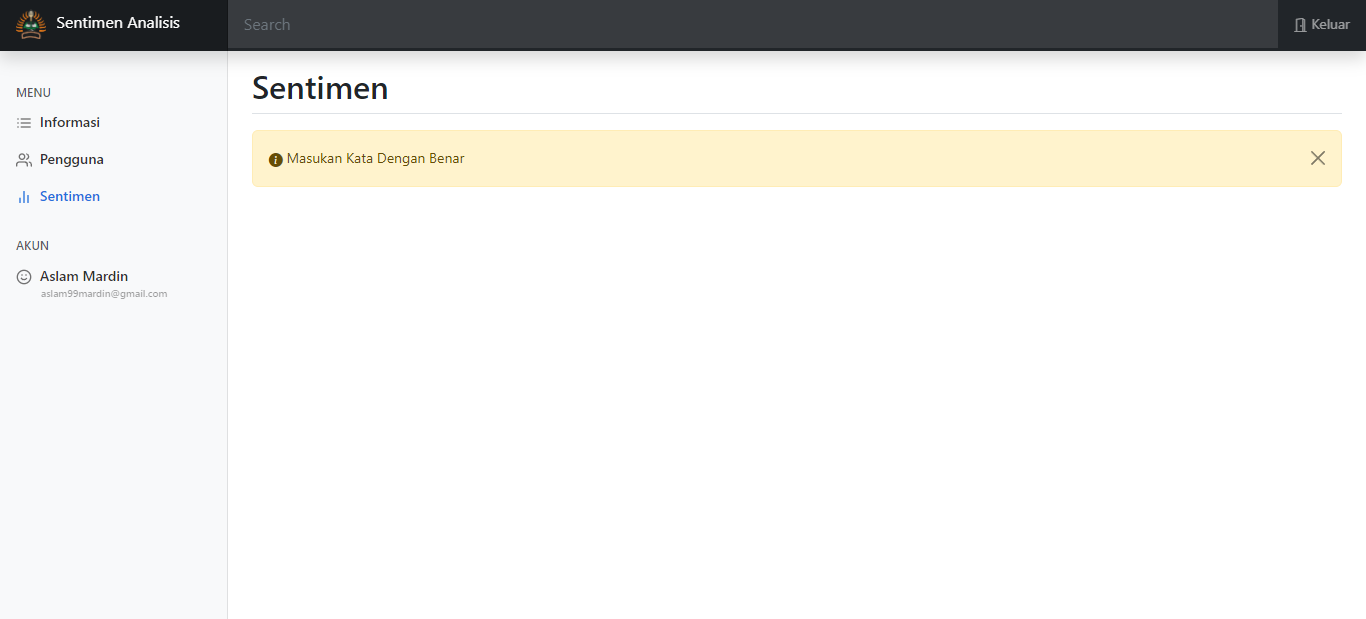 Sentimen Analisis
Search
Keluar
MENU
Informasi
Pengguna
Sentimen
AKUN
Aslam Mardin
aslam99mardin@gmail.com
Sentimen
Masukan Kata Dengan Benar